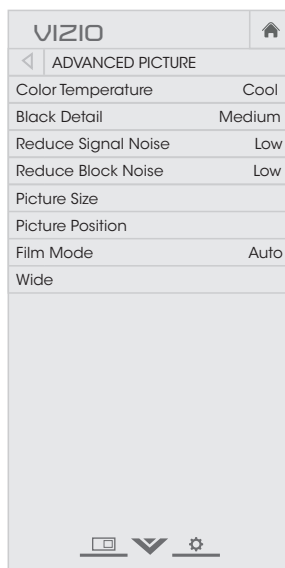 VIZIO
ADVANCED PICTURE
Color Temperature Cool
Black Detail Medium
Reduce Signal Noise Low
Reduce Block Noise Low
Picture Size
Picture Position
Film Mode Auto
Wide